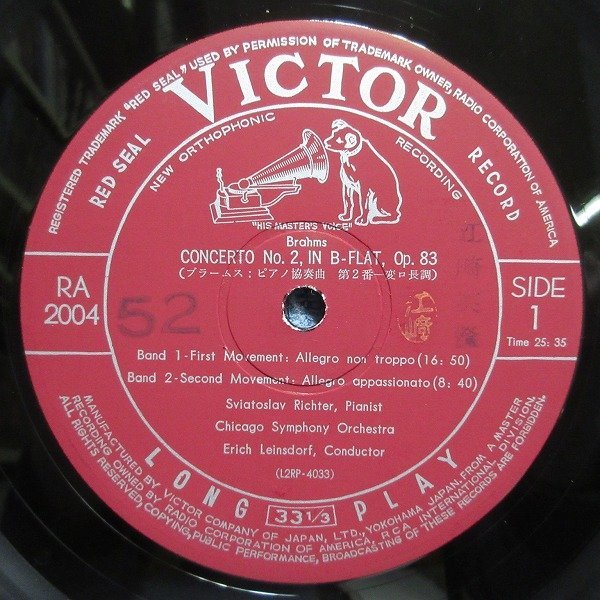 REGISTERED TRADEMARK "RED SEAL" USED BY PERMISSION OF TRADEMARK OWNER, RADIO CORPORATION OF AMERICA
VICTOR
RED SEAL
RECORD
NEW ORTHOPHONIC
RECORDING
"HIS MASTER'S VOICE"
Brahms
CONCERTO No. 2, IN B-FLAT, Op. 83
(ブラームス:ピアノ協奏曲 第2番-変ロ長調)
RA
2004
52
SIDE
1
Time 25: 35
Band 1-First Movement: Allegro non troppo (16: 50)
Band 2-Second Movement: Allegro appassionato (8: 40)
Sviatoslav Richter, Pianist
Chicago Symphony Orchestra
Erich Leinsdorf, Conductor
(L2RP-4033)
LONG 33 1/3 PLAY
MANUFACTURED BY VICTOR COMPANY OF JAPAN, LTD., YOKOHAMA, JAPAN, FROM A MASTER
RECORDING OWNED BY RADIO CORPORATION OF AMERICA, RCA INTERNATIONAL DIVISION.
ALL RIGHTS RESERVED, COPYING, PUBLIC PERFORMANCE, BROADCASTING OF THESE RECORDS ARE FORBIDDEN.